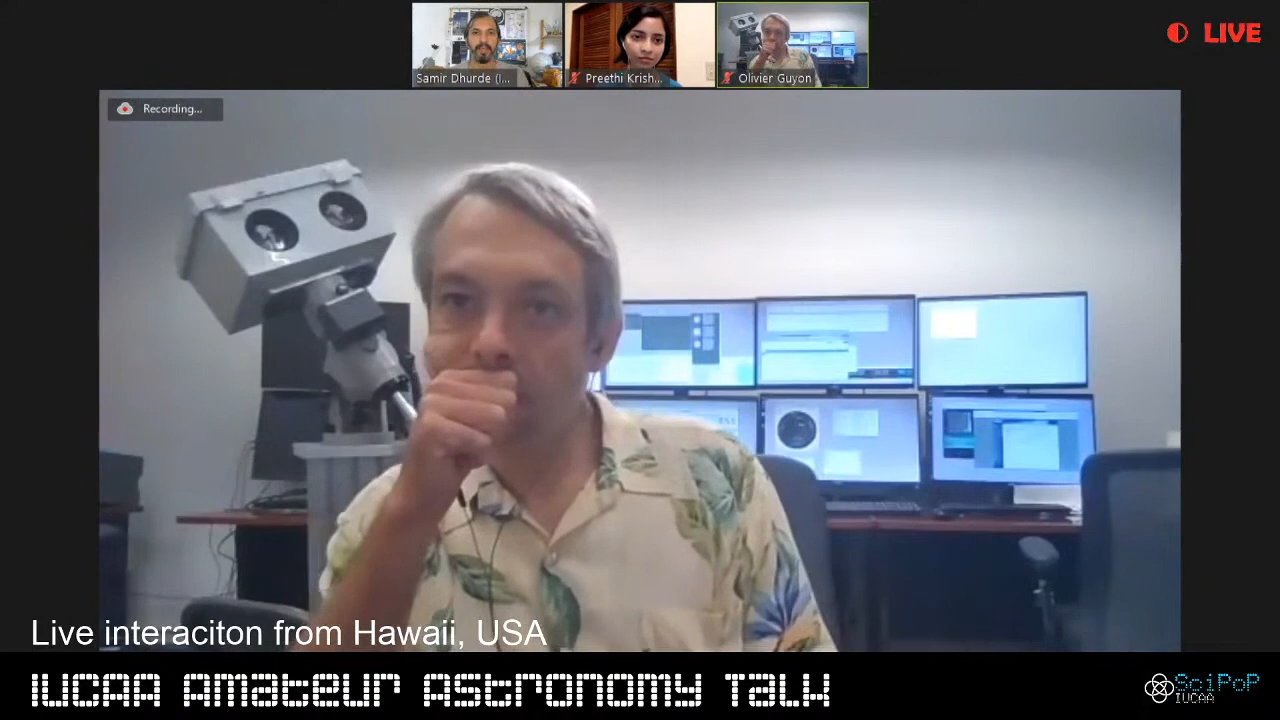 LIVE
Samir Dhurde (I...
Preethi Krish...
Olivier Guyon
Recording...
Live interaciton from Hawaii, USA
IUCAA Amateur Astronomy Talk
SciPoP
IUCAA